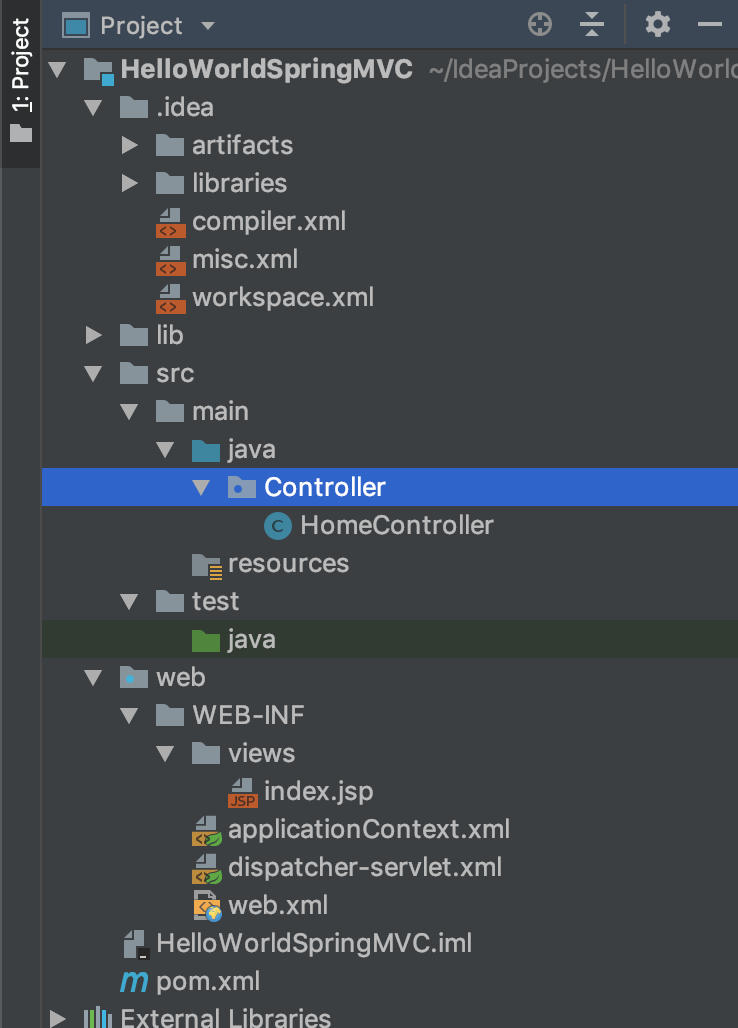 1: Project
Project
HelloWorldSpringMVC ~/IdeaProjects/HelloWorld
.idea
artifacts
libraries
compiler.xml
misc.xml
workspace.xml
lib
src
main
java
Controller
C HomeController
resources
test
java
web
WEB-INF
views
JSP index.jsp
applicationContext.xml
dispatcher-servlet.xml
web.xml
HelloWorldSpringMVC.iml
m pom.xml
External Libraries